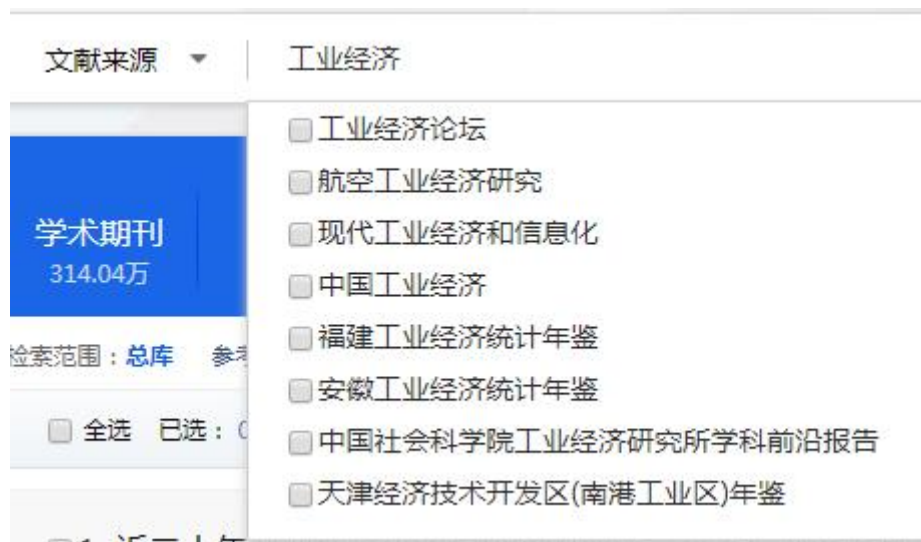 文献来源
工业经济
工业经济论坛
航空工业经济研究
学术期刊
现代工业经济和信息化
314.04万
中国工业经济
检索范围：总库 参考
福建工业经济统计年鉴
安徽工业经济统计年鉴
全选 已选：0
中国社会科学院工业经济研究所学科前沿报告
天津经济技术开发区(南港工业区)年鉴